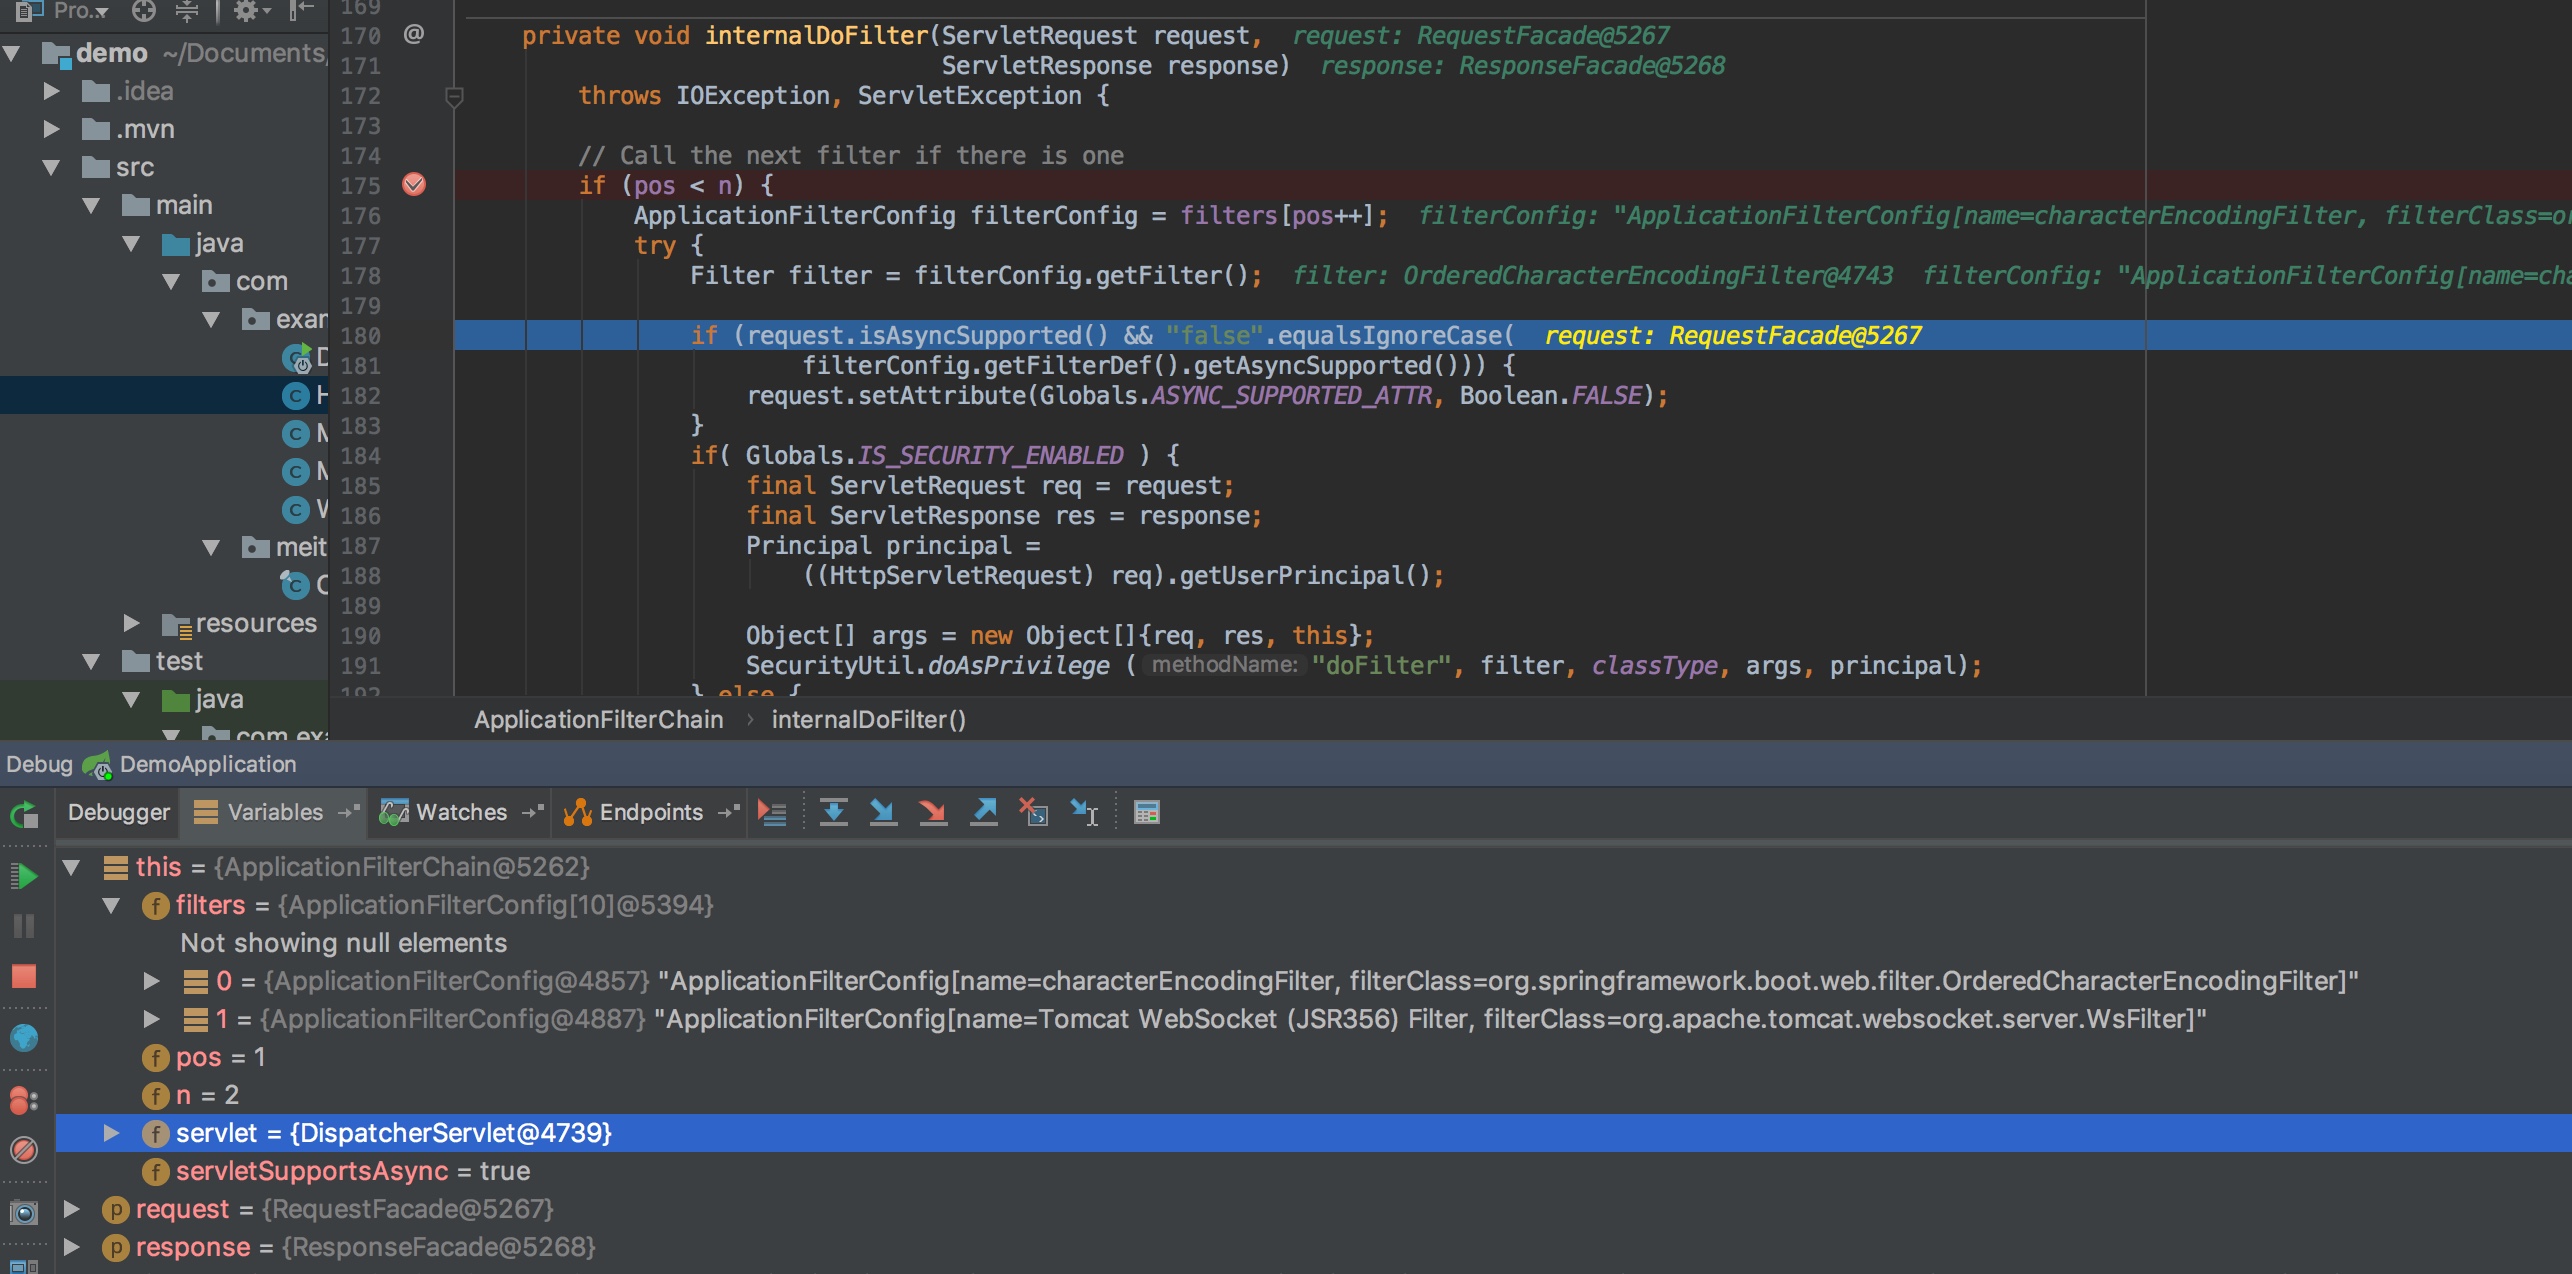 Pro...
demo ~/Documents/
.idea
.mvn
src
main
java
com
exam
D
H
M
M
W
meit
C
resources
test
java
com.exa
169
170 @ private void internalDoFilter(ServletRequest request, request: RequestFacade@5267
171 ServletResponse response) response: ResponseFacade@5268
172 throws IOException, ServletException {
173
174 // Call the next filter if there is one
175 if (pos < n) {
176 ApplicationFilterConfig filterConfig = filters[pos++]; filterConfig: "ApplicationFilterConfig[name=characterEncodingFilter, filterClass=or
177 try {
178 Filter filter = filterConfig.getFilter(); filter: OrderedCharacterEncodingFilter@4743 filterConfig: "ApplicationFilterConfig[name=cha
179
180 if (request.isAsyncSupported() && "false".equalsIgnoreCase( request: RequestFacade@5267
181 filterConfig.getFilterDef().getAsyncSupported())) {
182 request.setAttribute(Globals.ASYNC_SUPPORTED_ATTR, Boolean.FALSE);
183 }
184 if( Globals.IS_SECURITY_ENABLED ) {
185 final ServletRequest req = request;
186 final ServletResponse res = response;
187 Principal principal =
188 ((HttpServletRequest) req).getUserPrincipal();
189
190 Object[] args = new Object[]{req, res, this};
191 SecurityUtil.doAsPrivilege ( methodName: "doFilter", filter, classType, args, principal);
192 } else {
ApplicationFilterChain › internalDoFilter()
Debug DemoApplication
Debugger Variables Watches Endpoints
this = {ApplicationFilterChain@5262}
filters = {ApplicationFilterConfig[10]@5394}
Not showing null elements
0 = {ApplicationFilterConfig@4857} "ApplicationFilterConfig[name=characterEncodingFilter, filterClass=org.springframework.boot.web.filter.OrderedCharacterEncodingFilter]"
1 = {ApplicationFilterConfig@4887} "ApplicationFilterConfig[name=Tomcat WebSocket (JSR356) Filter, filterClass=org.apache.tomcat.websocket.server.WsFilter]"
f pos = 1
f n = 2
f servlet = {DispatcherServlet@4739}
f servletSupportsAsync = true
p request = {RequestFacade@5267}
p response = {ResponseFacade@5268}